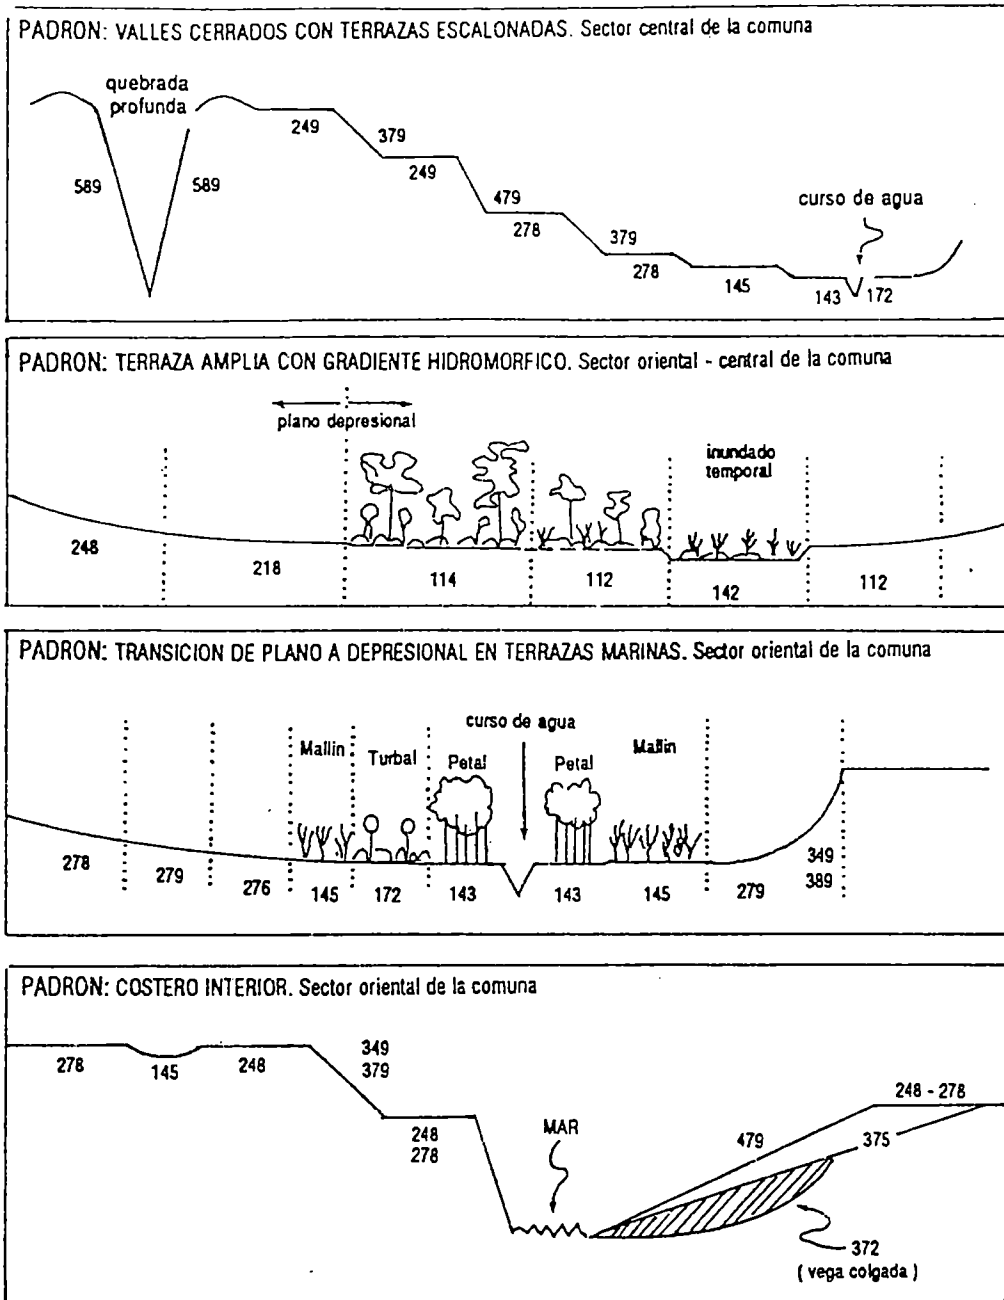 PADRON: VALLES CERRADOS CON TERRAZAS ESCALONADAS. Sector central de la comuna
quebrada
profunda
589
589
249
379
249
479
278
379
278
145
curso de agua
143
172
PADRON: TERRAZA AMPLIA CON GRADIENTE HIDROMORFICO. Sector oriental - central de la comuna
plano depresional
inundado
temporal
248
218
114
112
142
112
PADRON: TRANSICION DE PLANO A DEPRESIONAL EN TERRAZAS MARINAS. Sector oriental de la comuna
curso de agua
Mallin
Turbal
Petal
Petal
Mallin
278
279
276
145
172
143
143
145
279
349
389
PADRON: COSTERO INTERIOR. Sector oriental de la comuna
278
145
248
349
379
248
278
MAR
248 - 278
479
375
372
( vega colgada )